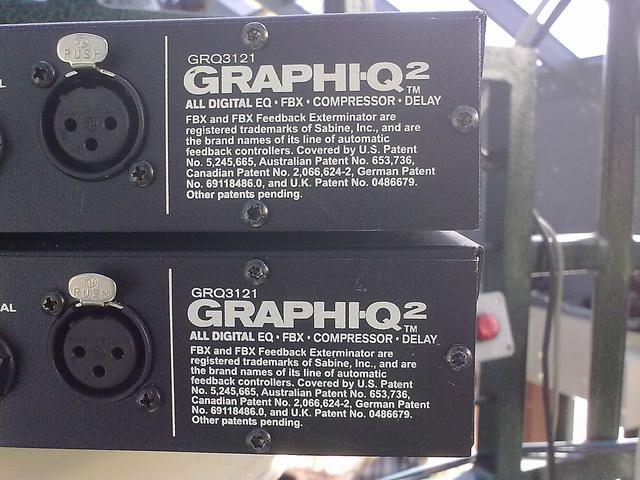 PUSH
GRQ3121
GRAPHI-Q2 TM
ALL DIGITAL EQ · FBX · COMPRESSOR · DELAY
FBX and FBX Feedback Exterminator are
registered trademarks of Sabine, Inc., and are
the brand names of its line of automatic
feedback controllers. Covered by U.S. Patent
No. 5,245,665, Australian Patent No. 653,736,
Canadian Patent No. 2,066,624-2, German Patent
No. 69118486.0, and U.K. Patent No. 0486679.
Other patents pending.
PUSH
AL
GRQ3121
GRAPHI-Q2 TM
ALL DIGITAL EQ · FBX · COMPRESSOR · DELAY
FBX and FBX Feedback Exterminator are
registered trademarks of Sabine, Inc., and are
the brand names of its line of automatic
feedback controllers. Covered by U.S. Patent
No. 5,245,665, Australian Patent No. 653,736,
Canadian Patent No. 2,066,624-2, German Patent
No. 69118486.0, and U.K. Patent No. 0486679.
Other patents pending.